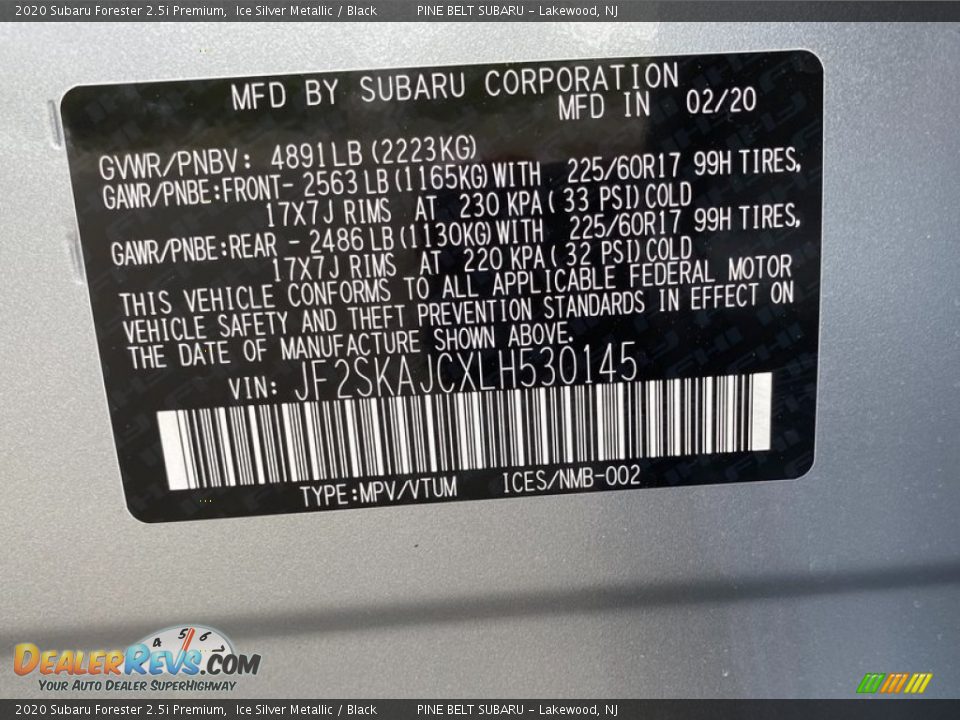 2020 Subaru Forester 2.5i Premium, Ice Silver Metallic / Black PINE BELT SUBARU - Lakewood, NJ
MFD BY SUBARU CORPORATION
MFD IN 02/20
GVWR/PNBV: 4891LB(2223KG)
GAWR/PNBE:FRONT- 2563LB(1165KG)WITH 225/60R17 99H TIRES,
17X7J RIMS AT 230 KPA( 33 PSI)COLD
GAWR/PNBE:REAR - 2486LB(1130KG)WITH 225/60R17 99H TIRES,
17X7J RIMS AT 220 KPA( 32 PSI)COLD
THIS VEHICLE CONFORMS TO ALL APPLICABLE FEDERAL MOTOR
VEHICLE SAFETY AND THEFT PREVENTION STANDARDS IN EFFECT ON
THE DATE OF MANUFACTURE SHOWN ABOVE.
VIN: JF2SKAJCXLH530145
TYPE:MPV/VTUM ICES/NMB-002
4 5 6
DEALERREVS.COM
YOUR AUTO DEALER SUPERHIGHWAY
2020 Subaru Forester 2.5i Premium, Ice Silver Metallic / Black PINE BELT SUBARU - Lakewood, NJ